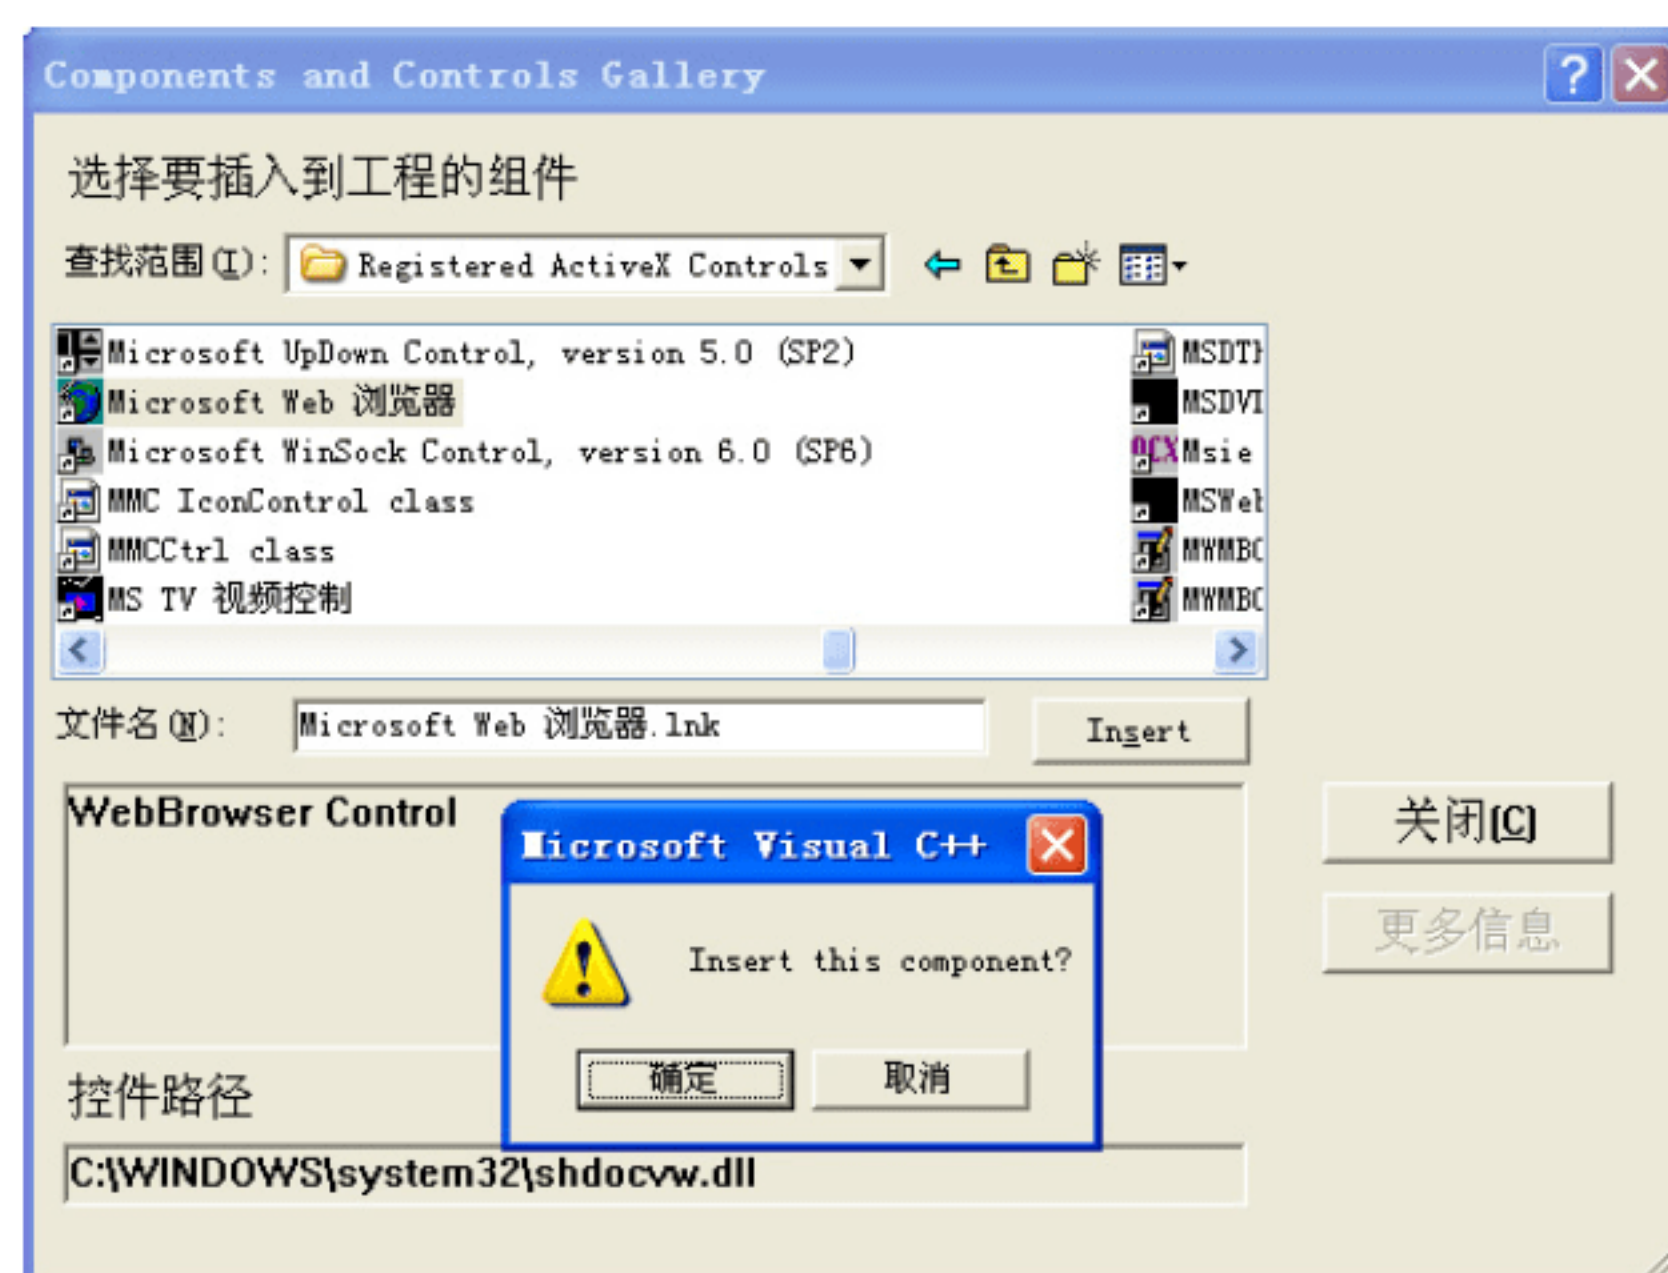 Components and Controls Gallery
选择要插入到工程的组件
查找范围(I): Registered ActiveX Controls
Microsoft UpDown Control, version 5.0 (SP2)
Microsoft Web 浏览器
Microsoft WinSock Control, version 6.0 (SP6)
MMC IconControl class
MMCCtrl class
MS TV 视频控制
Msie
文件名(N): Microsoft Web 浏览器.lnk Insert
WebBrowser Control
Microsoft Visual C++
Insert this component?
确定 取消
关闭(C)
更多信息
控件路径
C:\WINDOWS\system32\shdocvw.dll